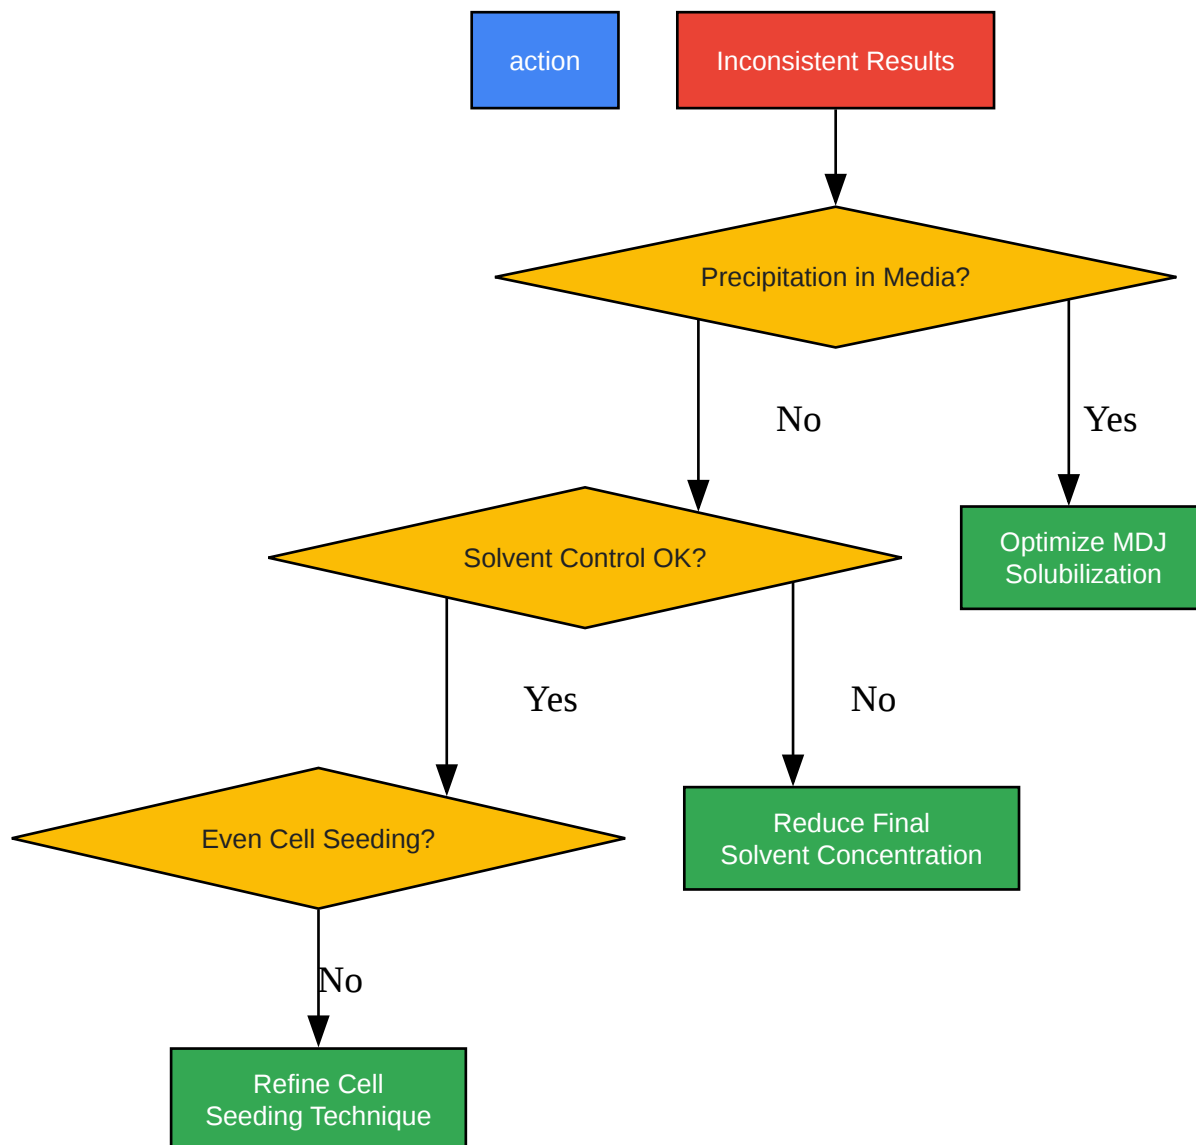 action
Inconsistent Results
Precipitation in Media?
No
Yes
Solvent Control OK?
Optimize MDJ
Solubilization
Yes
No
Even Cell Seeding?
Reduce Final
Solvent Concentration
No
Refine Cell
Seeding Technique